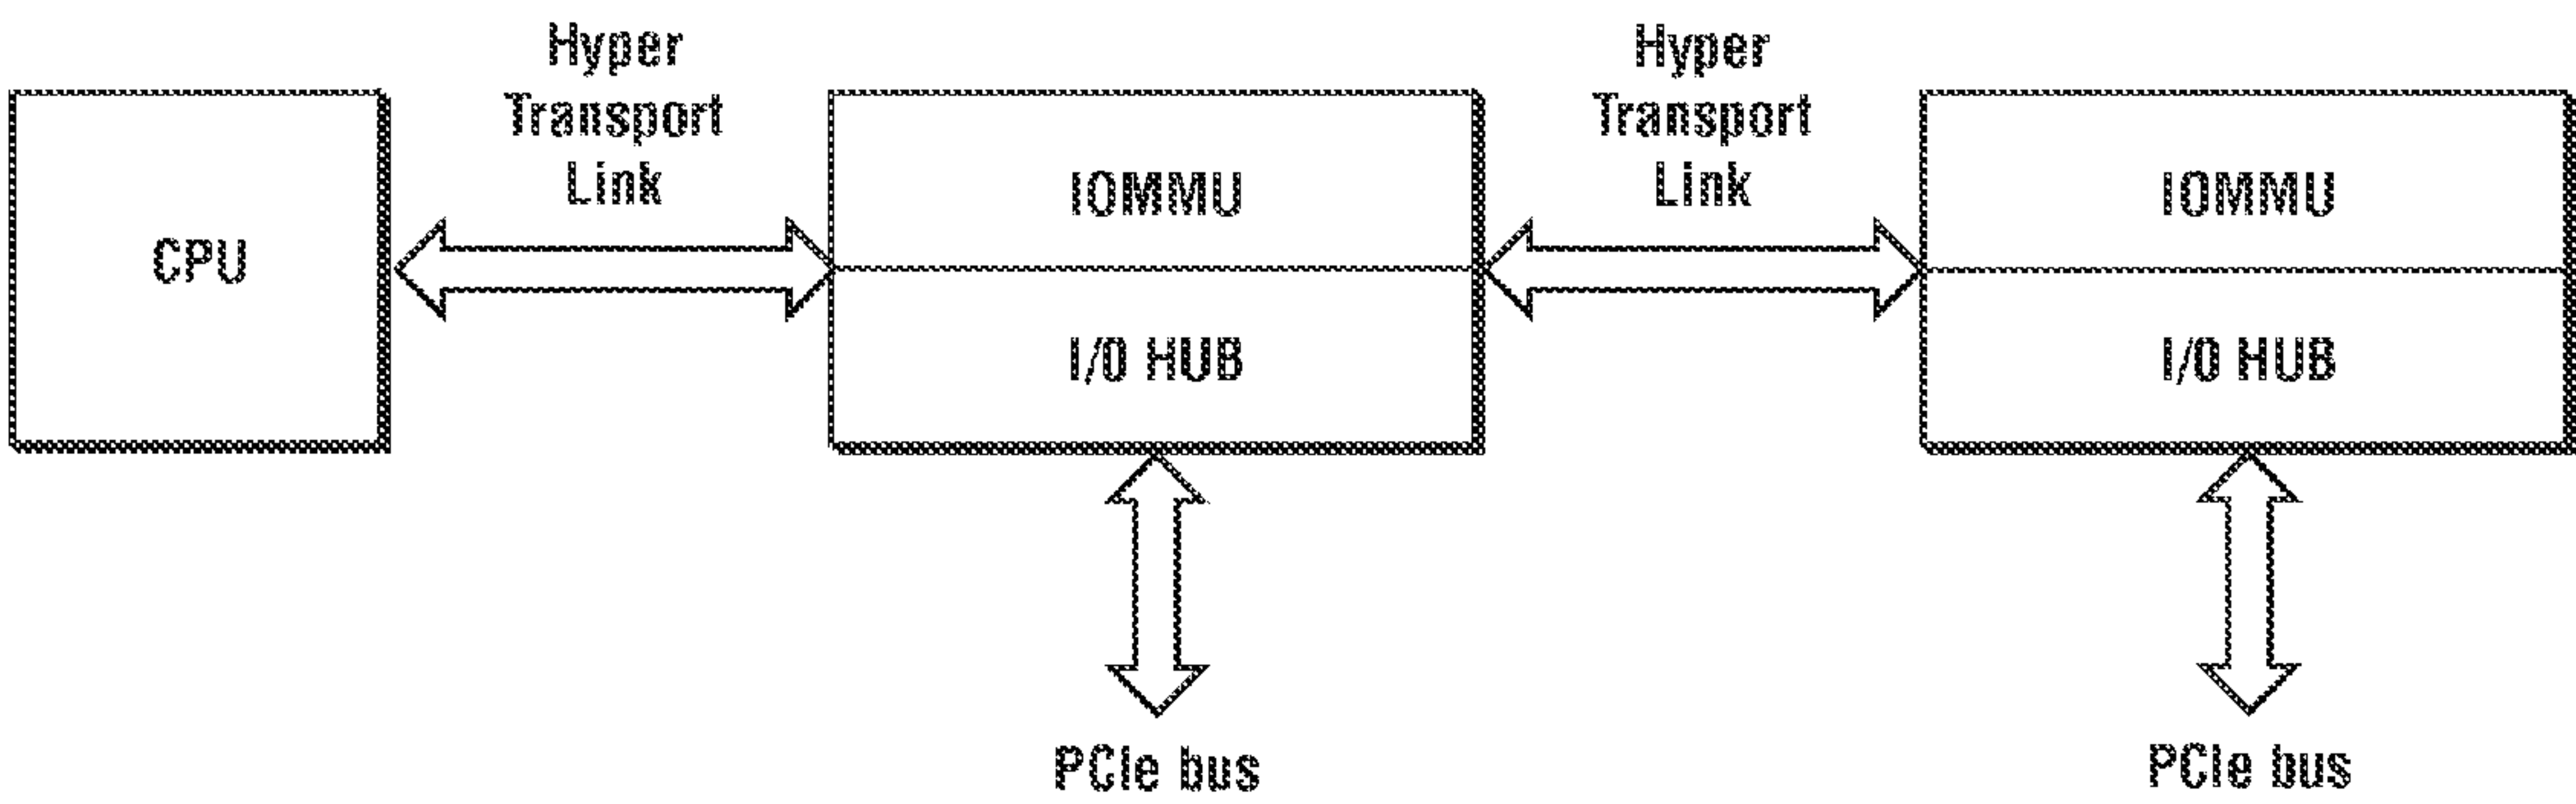 Hyper
Transport
Link
Hyper
Transport
Link
CPU
IOMMU
I/O HUB
IOMMU
I/O HUB
PCIe bus
PCIe bus